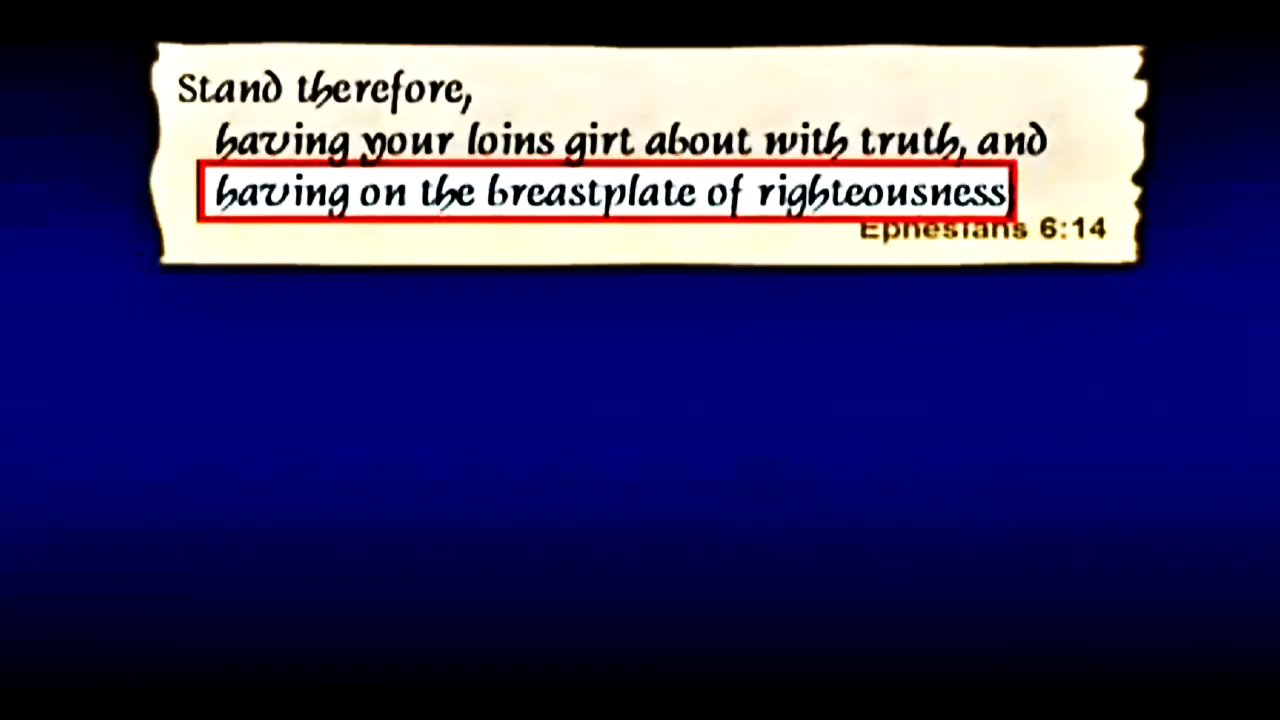 Stand therefore,
having your loins girt about with truth, and
having on the breastplate of righteousness
Ephesians 6:14